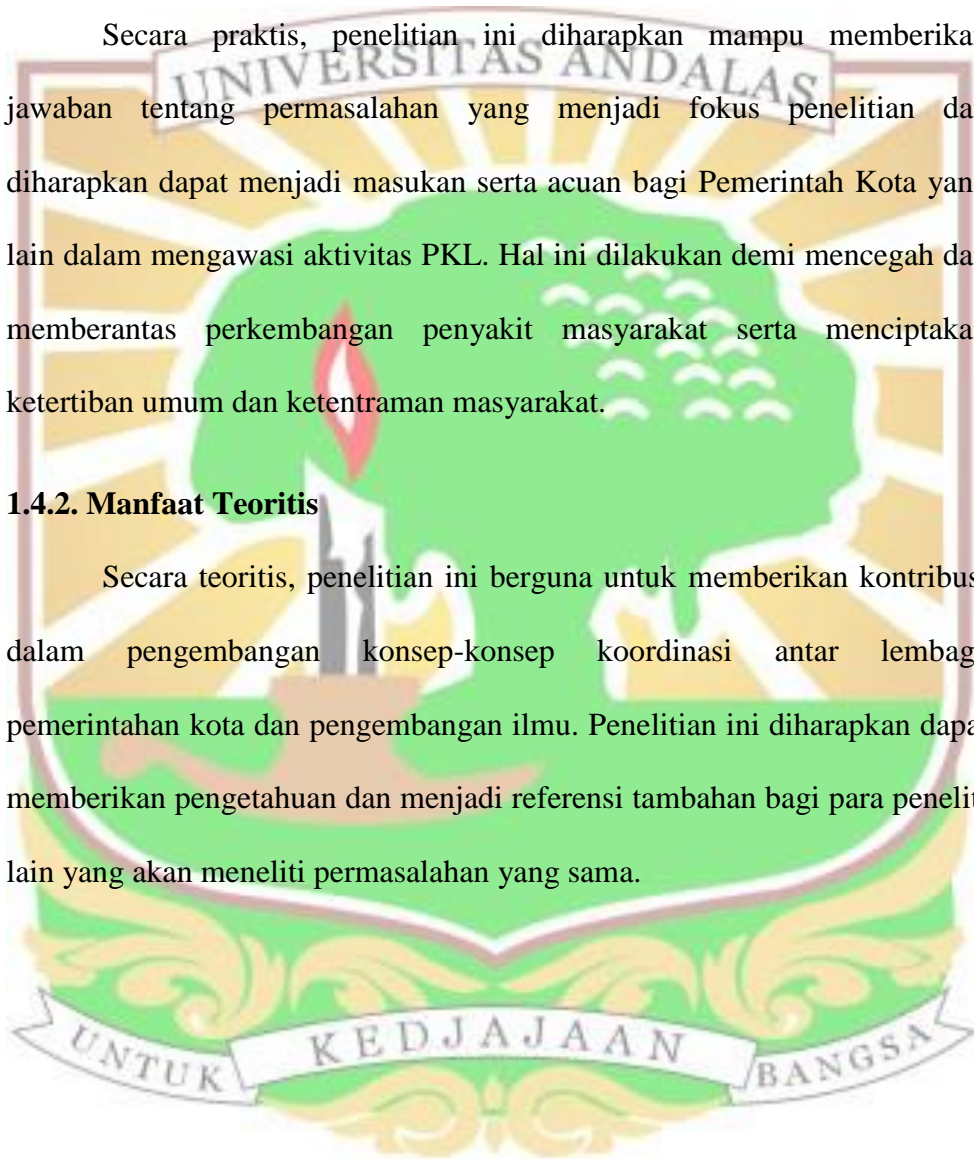 Secara praktis, penelitian ini diharapkan mampu memberika
UNIVERSITAS ANDALAS
jawaban tentang permasalahan yang menjadi fokus penelitian da
diharapkan dapat menjadi masukan serta acuan bagi Pemerintah Kota yan
lain dalam mengawasi aktivitas PKL. Hal ini dilakukan demi mencegah da
memberantas perkembangan penyakit masyarakat serta menciptaka
ketertiban umum dan ketentraman masyarakat.
1.4.2. Manfaat Teoritis
Secara teoritis, penelitian ini berguna untuk memberikan kontribus
dalam pengembangan konsep-konsep koordinasi antar lembag
pemerintahan kota dan pengembangan ilmu. Penelitian ini diharapkan dapa
memberikan pengetahuan dan menjadi referensi tambahan bagi para penelit
lain yang akan meneliti permasalahan yang sama.
UNTUK KEDJAJAAN BANGSA